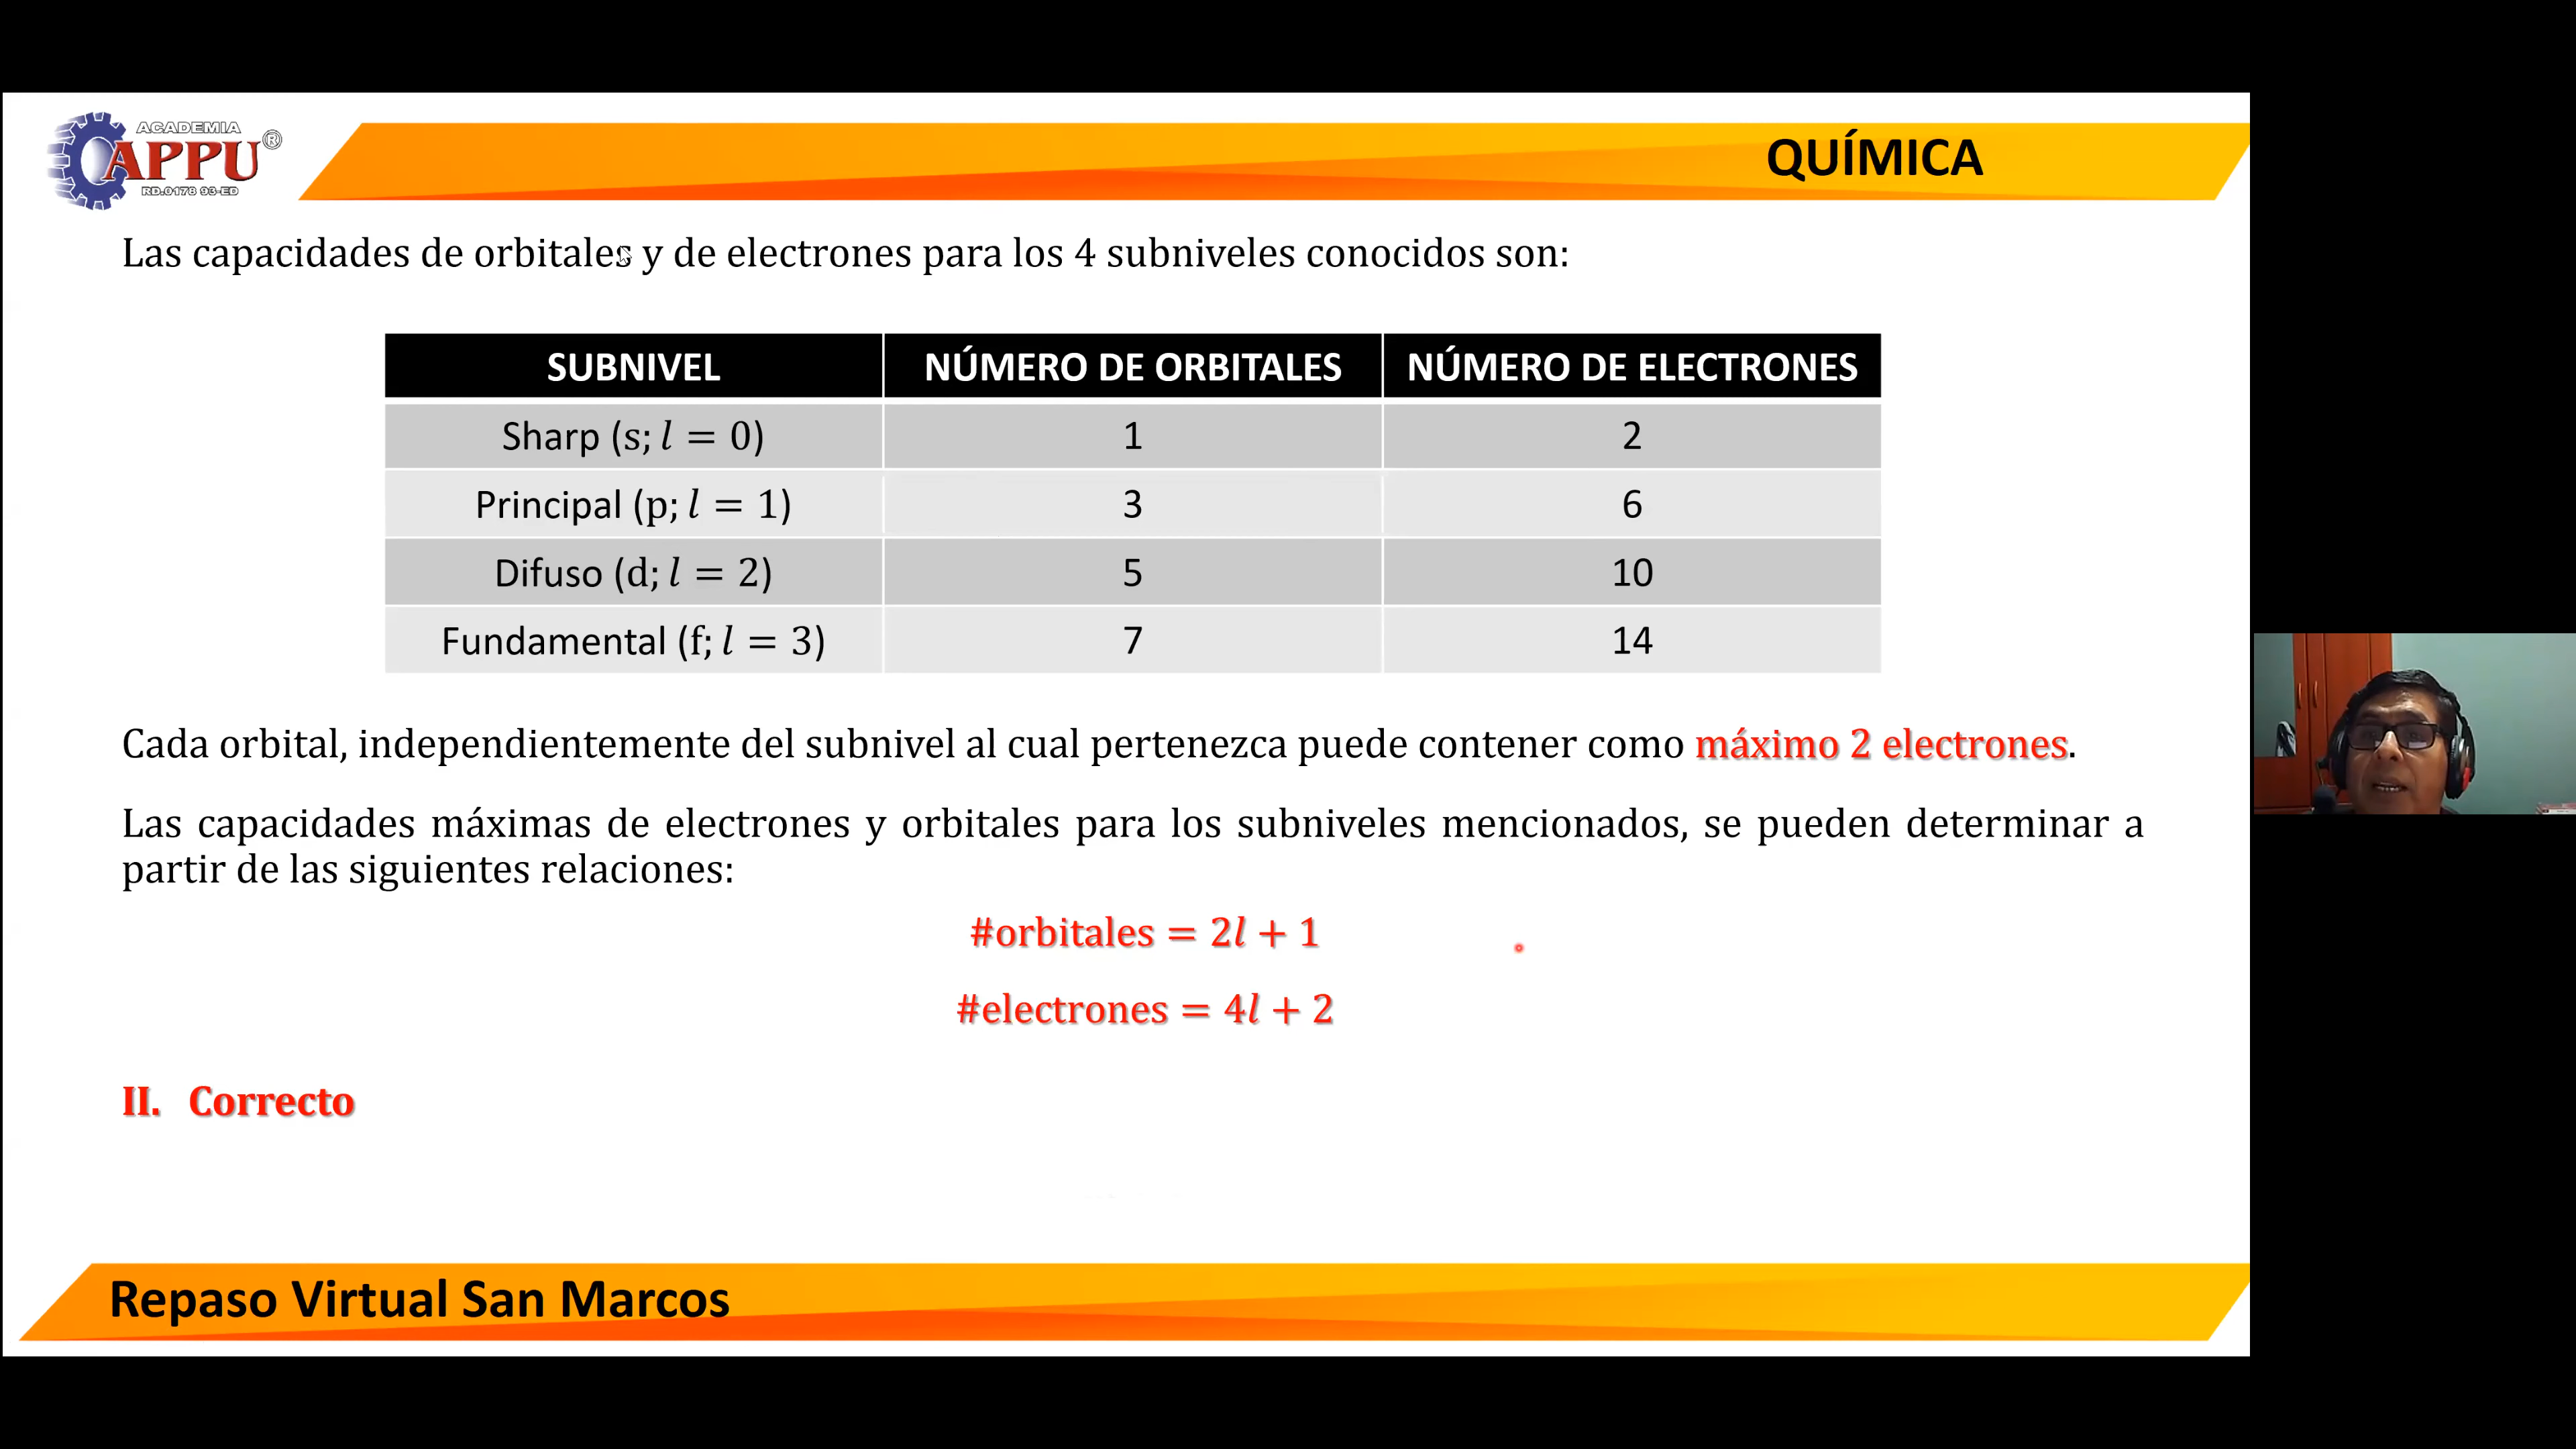 ACADEMIA
APPU®
RD.0178 93-ED
QUÍMICA
Las capacidades de orbitales y de electrones para los 4 subniveles conocidos son:
SUBNIVEL NÚMERO DE ORBITALES NÚMERO DE ELECTRONES
Sharp (s; l = 0) 1 2
Principal (p; l = 1) 3 6
Difuso (d; l = 2) 5 10
Fundamental (f; l = 3) 7 14
Cada orbital, independientemente del subnivel al cual pertenezca puede contener como máximo 2 electrones.
Las capacidades máximas de electrones y orbitales para los subniveles mencionados, se pueden determinar a
partir de las siguientes relaciones:
#orbitales = 2l + 1
#electrones = 4l + 2
II. Correcto
Repaso Virtual San Marcos